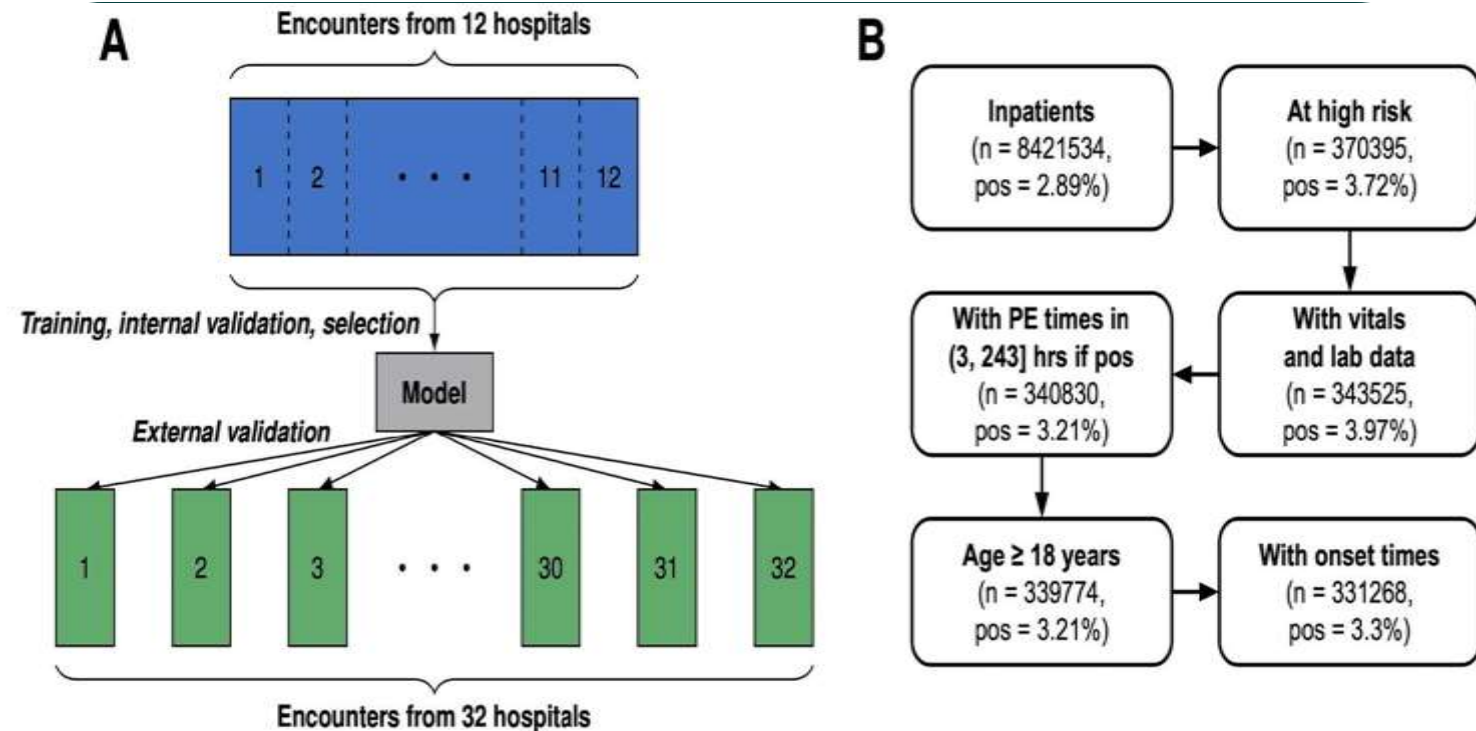 A
Encounters from 12 hospitals
1 2 • • • 11 12
Training, internal validation, selection
Model
External validation
1 2 3 • • • 30 31 32
Encounters from 32 hospitals
B
Inpatients
(n = 8421534,
pos = 2.89%)
At high risk
(n = 370395,
pos = 3.72%)
With vitals
and lab data
(n = 343525,
pos = 3.97%)
With PE times in
(3, 243] hrs if pos
(n = 340830,
pos = 3.21%)
Age ≥ 18 years
(n = 339774,
pos = 3.21%)
With onset times
(n = 331268,
pos = 3.3%)